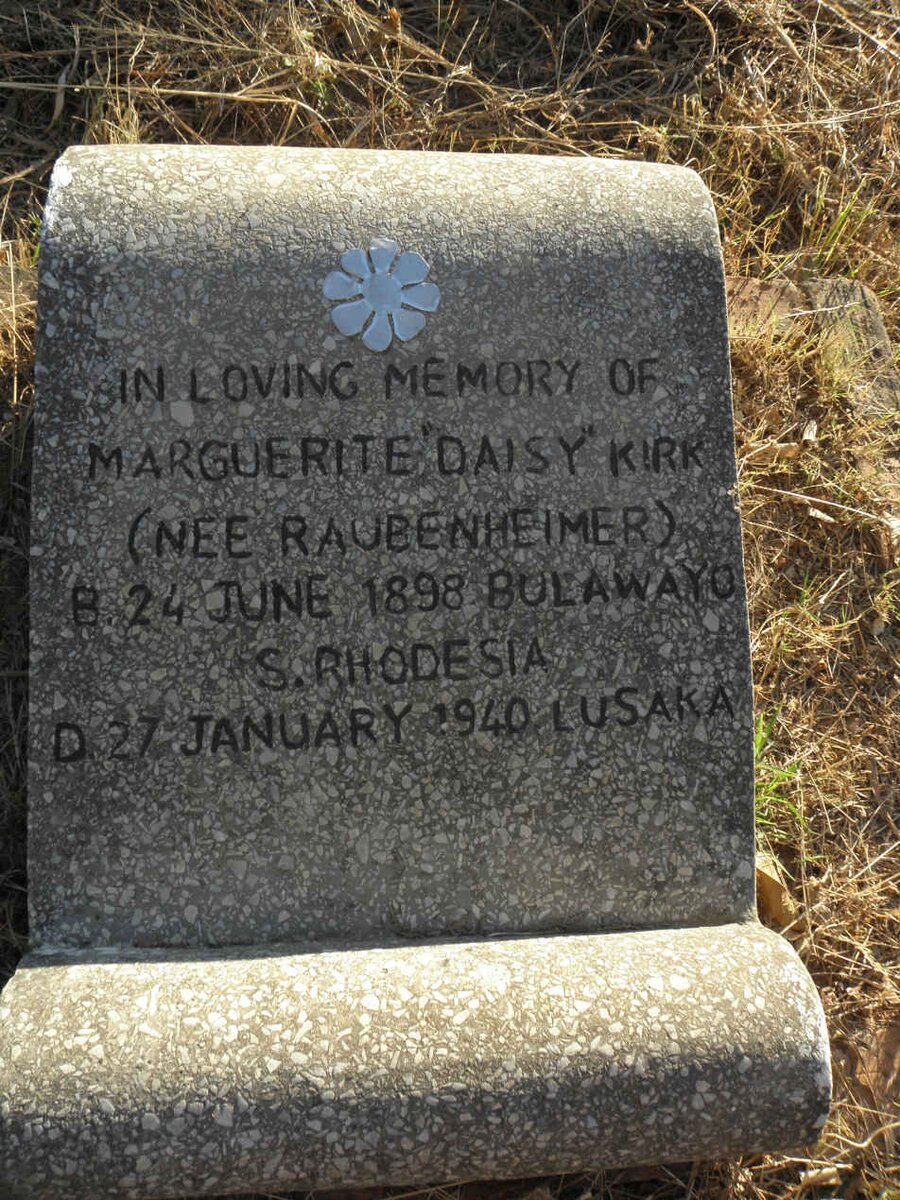 IN LOVING MEMORY OF
MARGUERITE "DAISY" KIRK
(NEE RAUBENHEIMER)
B. 24 JUNE 1898 BULAWAYO
S. RHODESIA
D. 27 JANUARY 1940 LUSAKA